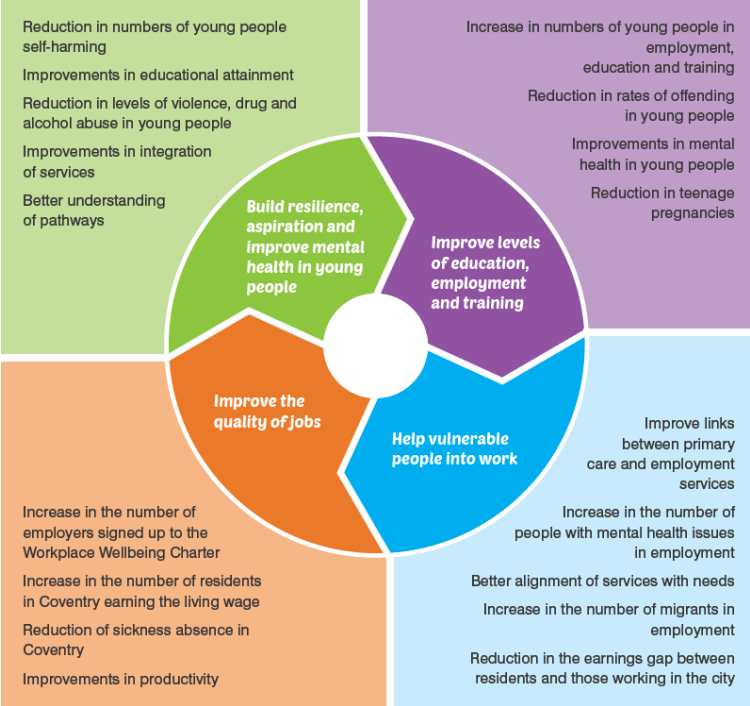 Reduction in numbers of young people
self-harming
Improvements in educational attainment
Reduction in levels of violence, drug and
alcohol abuse in young people
Improvements in integration
of services
Better understanding
of pathways
Increase in numbers of young people in
employment,
education and training
Reduction in rates of offending
in young people
Improvements in mental
health in young people
Reduction in teenage
pregnancies
Build resilience,
aspiration and
improve mental
health in young
people
Improve levels
of education,
employment
and training
Improve the
quality of jobs
Help vulnerable
people into work
Increase in the number of
employers signed up to the
Workplace Wellbeing Charter
Increase in the number of residents
in Coventry earning the living wage
Reduction of sickness absence in
Coventry
Improvements in productivity
Improve links
between primary
care and employment
services
Increase in the number of
people with mental health issues
in employment
Better alignment of services with needs
Increase in the number of migrants in
employment
Reduction in the earnings gap between
residents and those working in the city